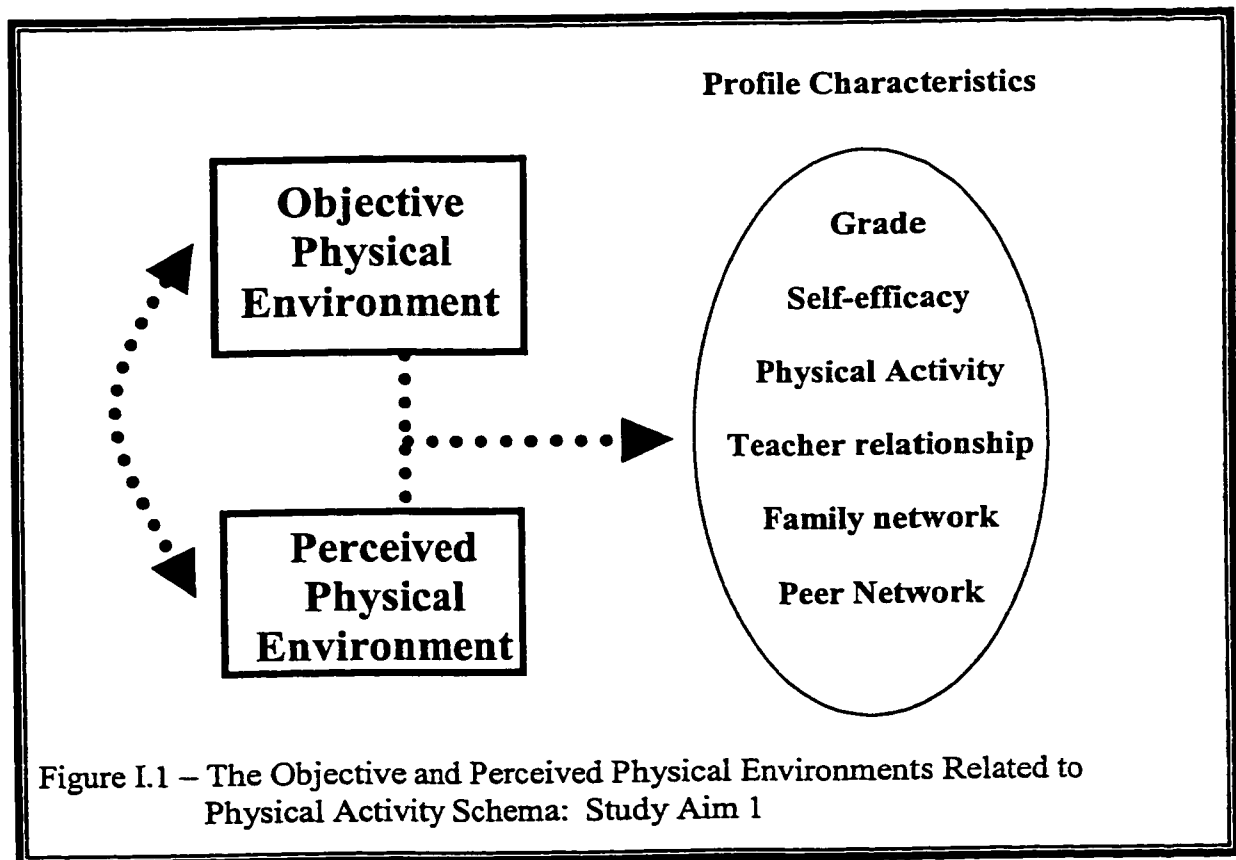 Profile Characteristics
Objective
Physical
Environment
Perceived
Physical
Environment
Grade
Self-efficacy
Physical Activity
Teacher relationship
Family network
Peer Network
Figure I.1 – The Objective and Perceived Physical Environments Related to
Physical Activity Schema: Study Aim 1